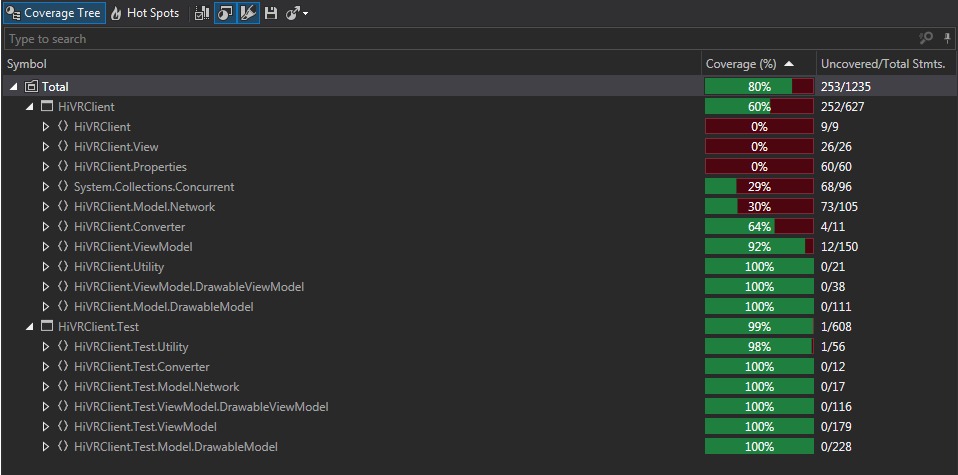 Coverage Tree Hot Spots
Type to search
Symbol Coverage (%) Uncovered/Total Stmts.
Total 80% 253/1235
HiVRClient 60% 252/627
HiVRClient 0% 9/9
HiVRClient.View 0% 26/26
HiVRClient.Properties 0% 60/60
System.Collections.Concurrent 29% 68/96
HiVRClient.Model.Network 30% 73/105
HiVRClient.Converter 64% 4/11
HiVRClient.ViewModel 92% 12/150
HiVRClient.Utility 100% 0/21
HiVRClient.ViewModel.DrawableViewModel 100% 0/38
HiVRClient.Model.DrawableModel 100% 0/111
HiVRClient.Test 99% 1/608
HiVRClient.Test.Utility 98% 1/56
HiVRClient.Test.Converter 100% 0/12
HiVRClient.Test.Model.Network 100% 0/17
HiVRClient.Test.ViewModel.DrawableViewModel 100% 0/116
HiVRClient.Test.ViewModel 100% 0/179
HiVRClient.Test.Model.DrawableModel 100% 0/228